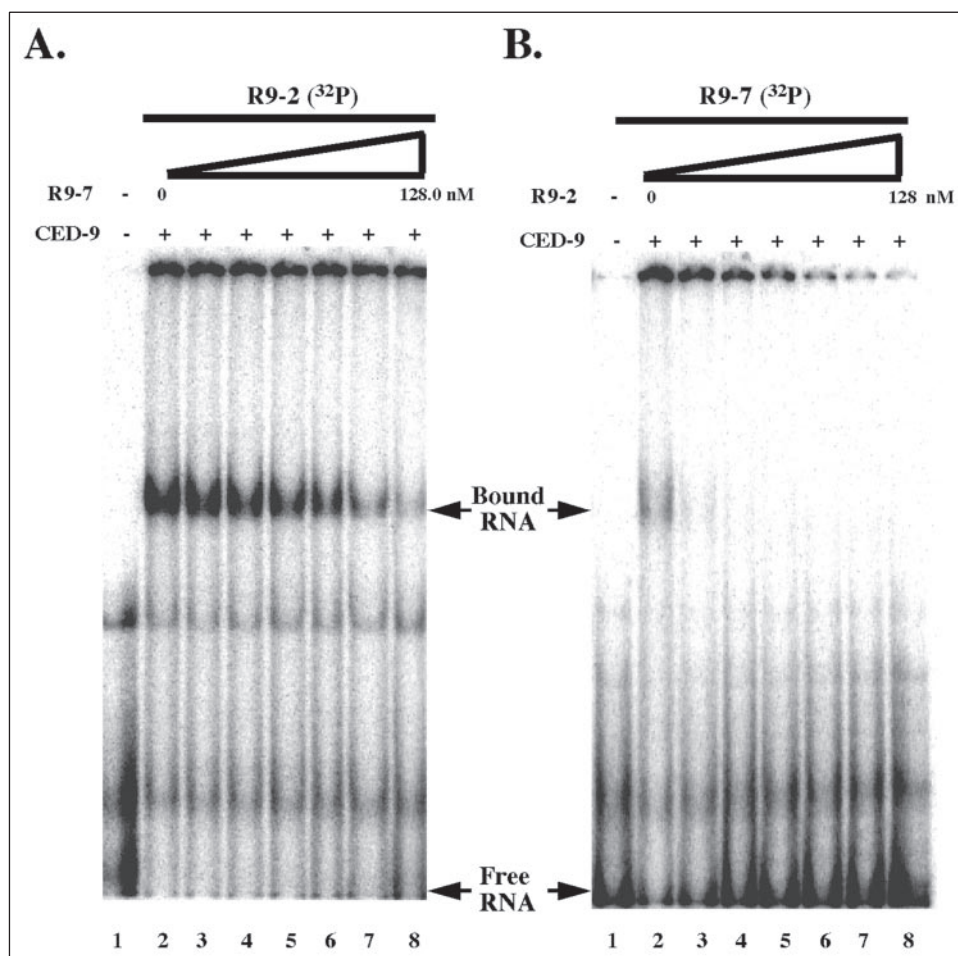 A.
R9-2 (³²P)
R9-7 - 0 128.0 nM
CED-9 - + + + + + + +
1 2 3 4 5 6 7 8
B.
R9-7 (³²P)
R9-2 - 0 128 nM
CED-9 - + + + + + + +
Bound
RNA
Free
RNA
1 2 3 4 5 6 7 8